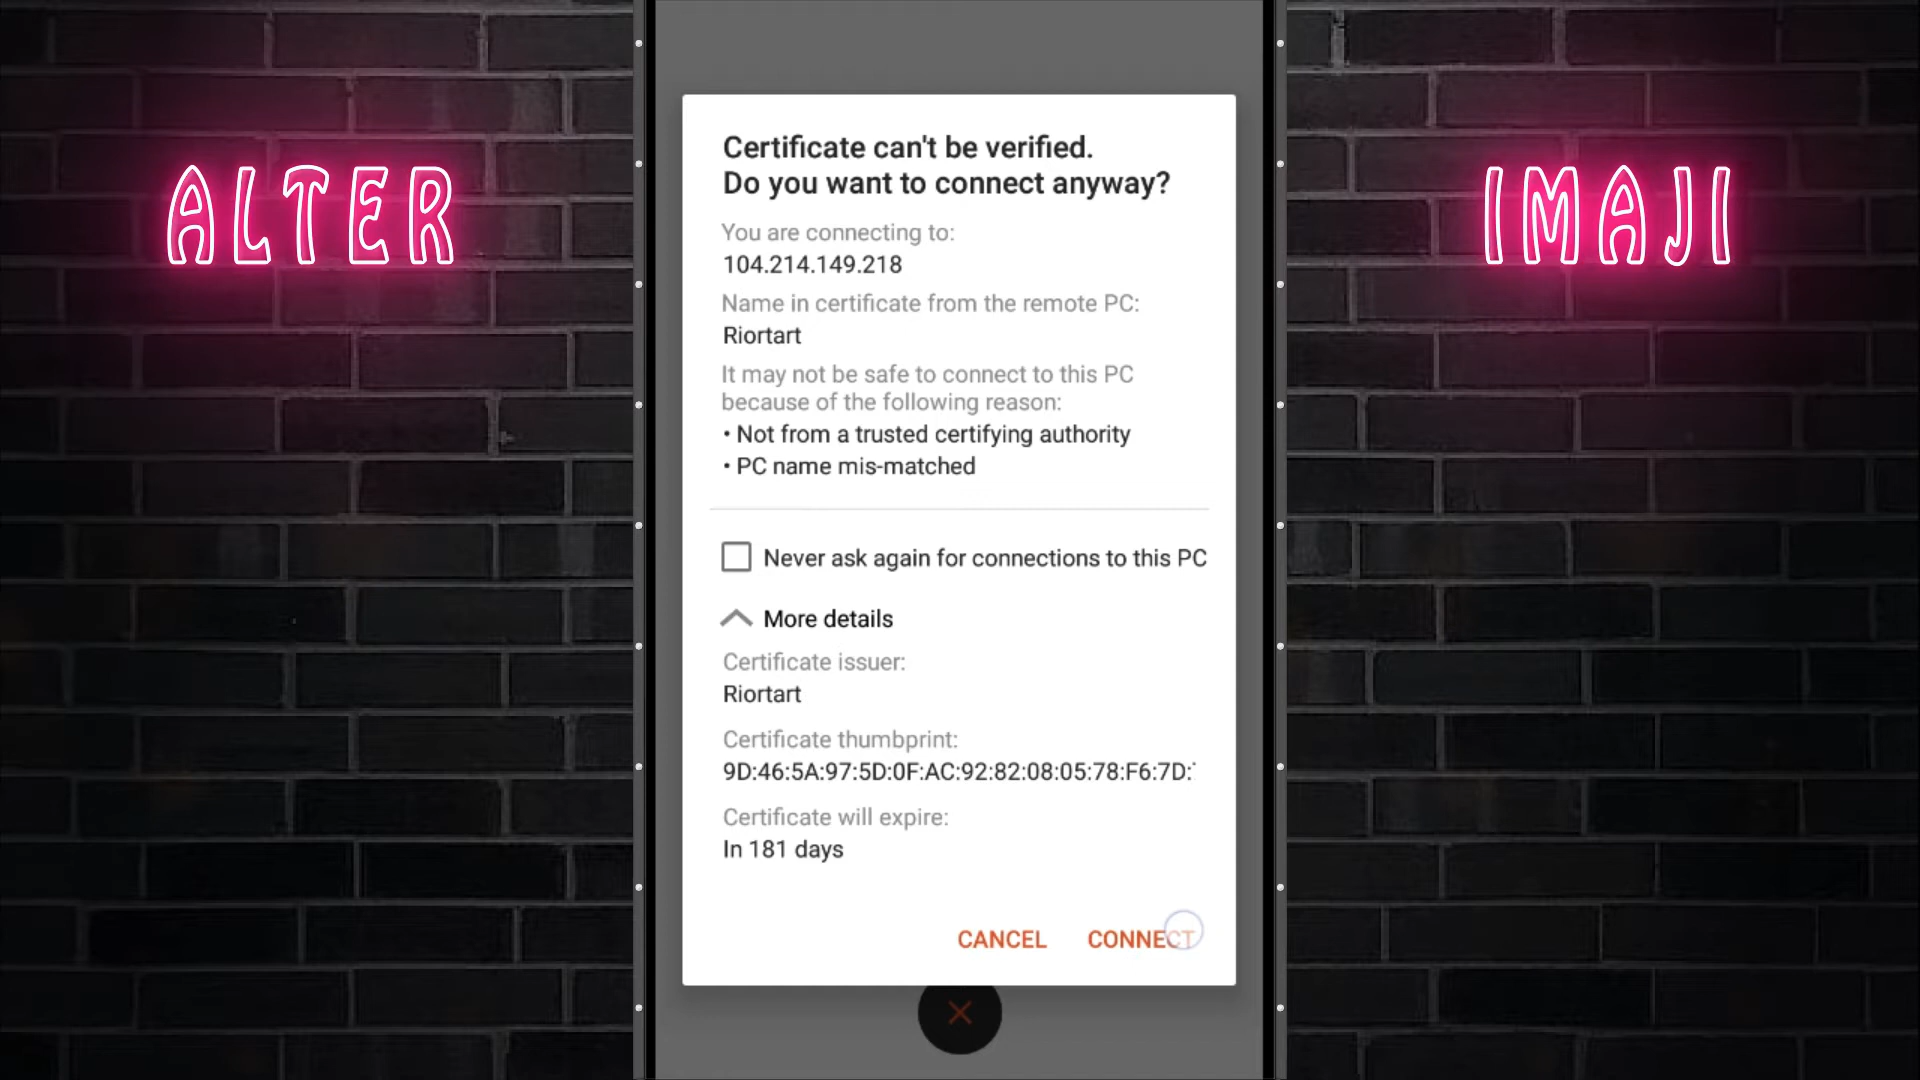 ALTER
IMAJI
Certificate can't be verified.
Do you want to connect anyway?
You are connecting to:
104.214.149.218
Name in certificate from the remote PC:
Riortart
It may not be safe to connect to this PC
because of the following reason:
• Not from a trusted certifying authority
• PC name mis-matched
Never ask again for connections to this PC
More details
Certificate issuer:
Riortart
Certificate thumbprint:
9D:46:5A:97:5D:0F:AC:92:82:08:05:78:F6:7D:
Certificate will expire:
In 181 days
CANCEL CONNECT